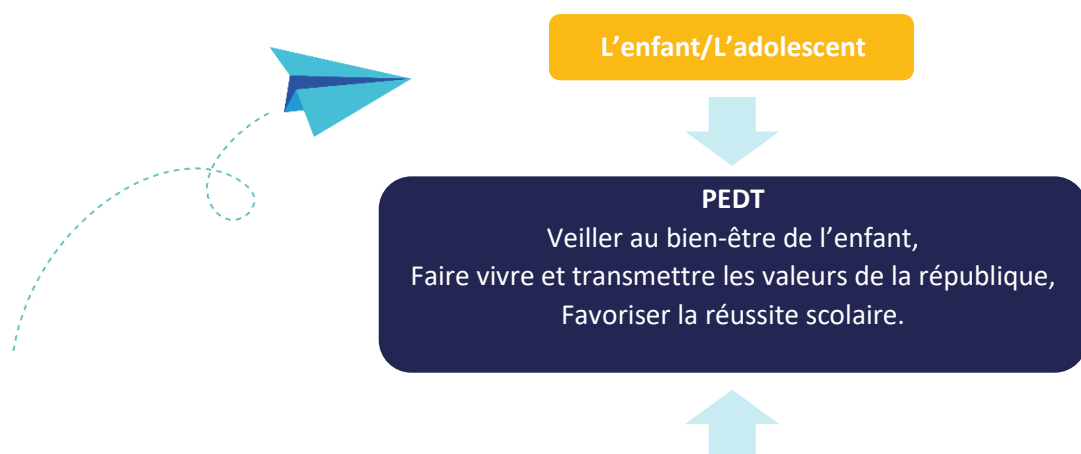 L’enfant/L’adolescent
PEDT
Veiller au bien-être de l’enfant,
Faire vivre et transmettre les valeurs de la république,
Favoriser la réussite scolaire.